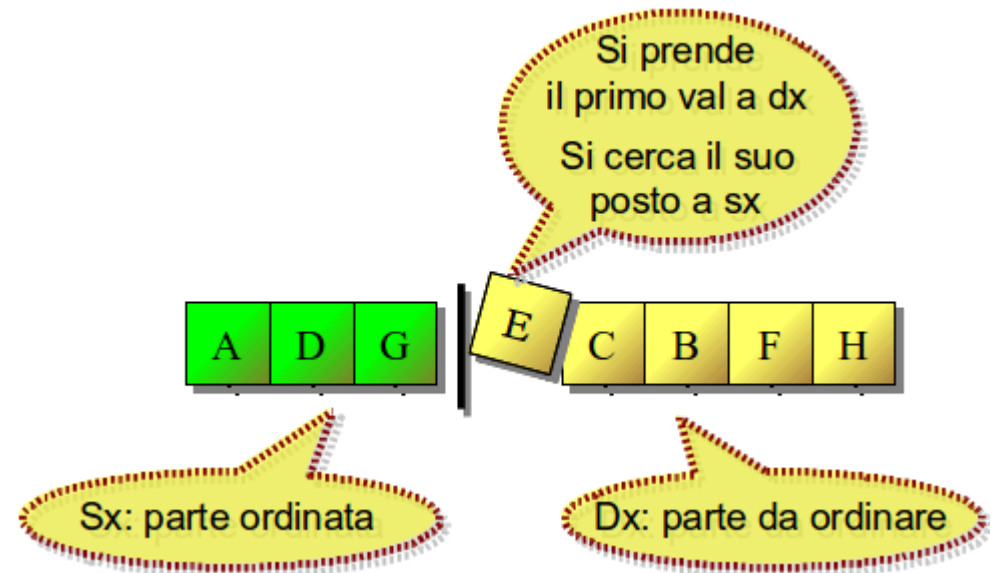 Si prende
il primo val a dx
Si cerca il suo
posto a sx
A D G E C B F H
Sx: parte ordinata
Dx: parte da ordinare